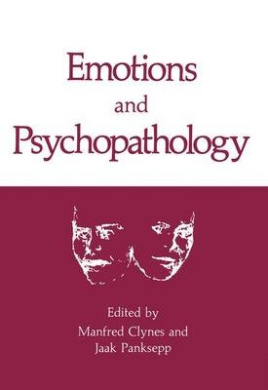 Emotions
and
Psychopathology
Edited by
Manfred Clynes and
Jaak Panksepp